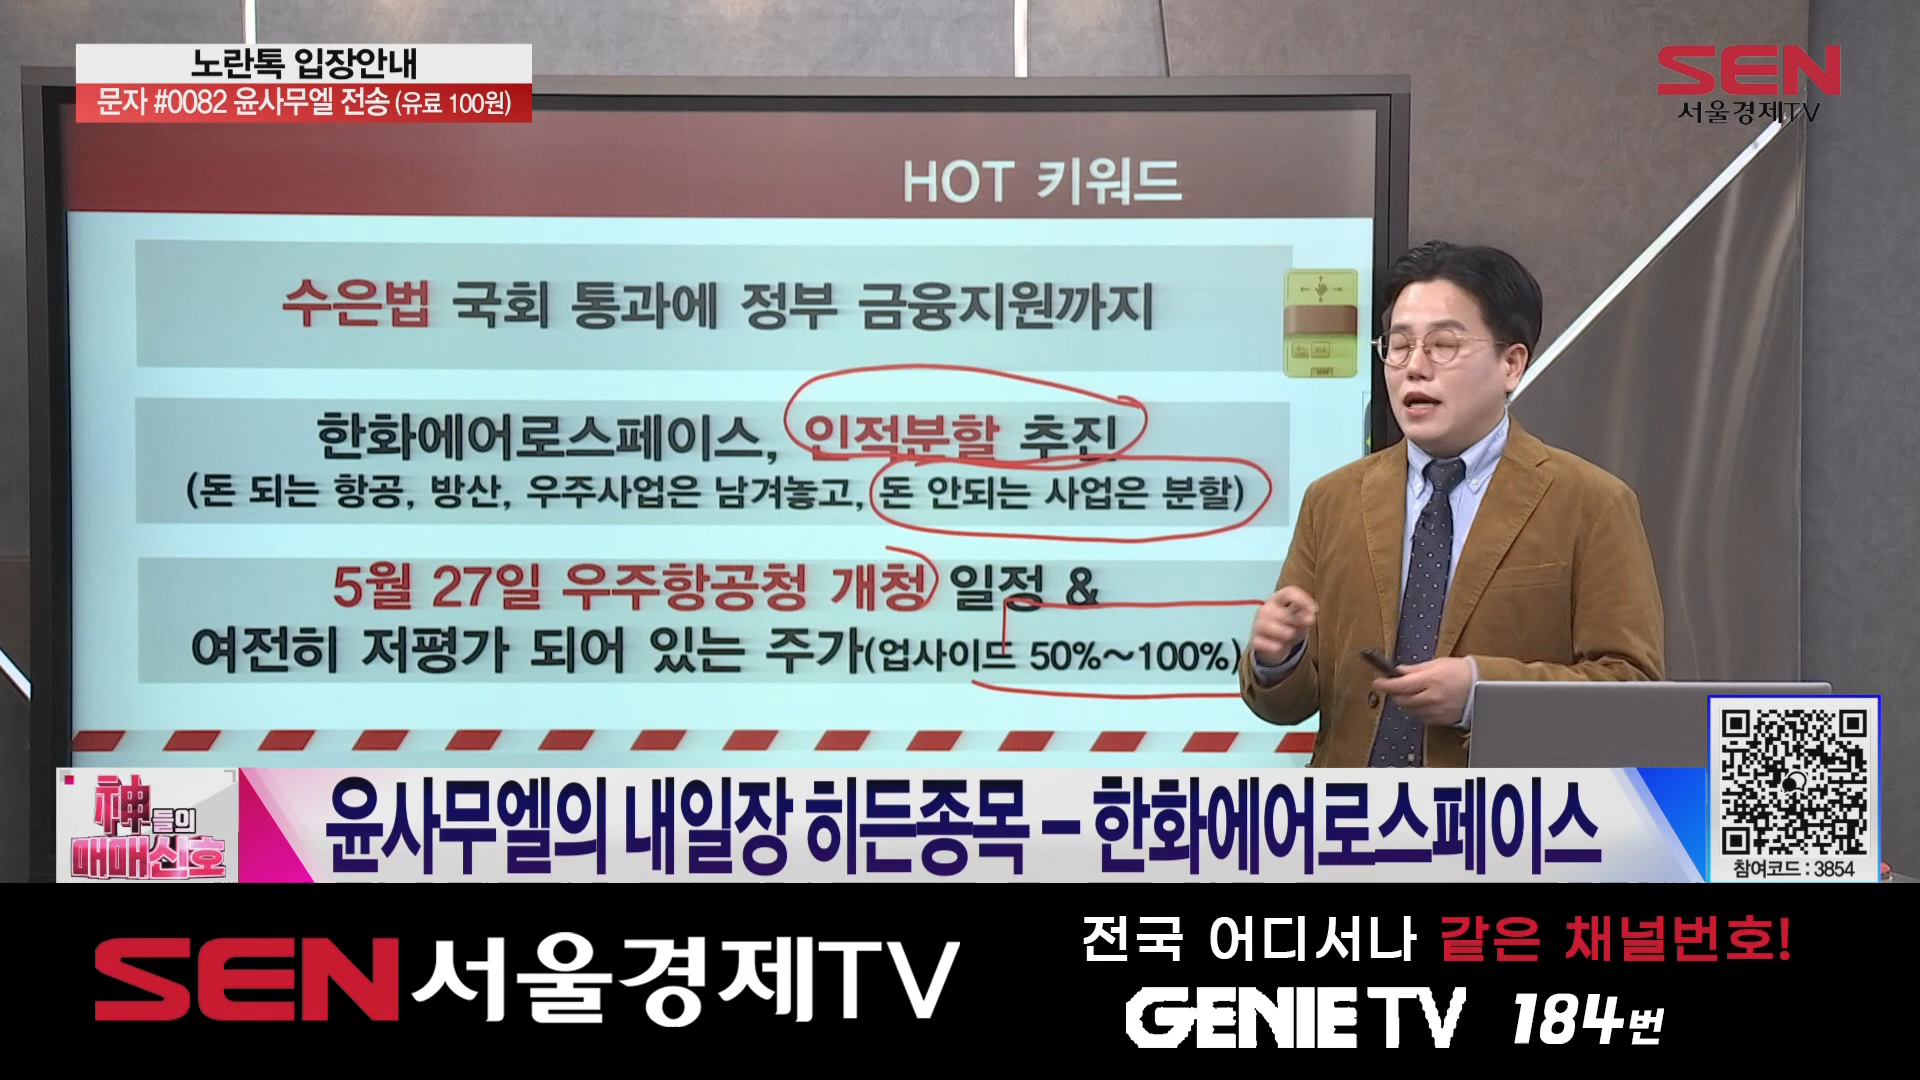 노란톡 입장안내
문자 #0082 윤사무엘 전송 (유료 100원)
SEN
서울경제TV
HOT 키워드
수은법 국회 통과에 정부 금융지원까지
한화에어로스페이스, 인적분할 추진
(돈 되는 항공, 방산, 우주사업은 남겨놓고, 돈 안되는 사업은 분할)
5월 27일 우주항공청 개청 일정 &
여전히 저평가 되어 있는 주가(업사이드 50%~100%)
神들의
매매신호
윤사무엘의 내일장 히든종목 - 한화에어로스페이스
참여코드 : 3854
SEN 서울경제TV
전국 어디서나 같은 채널번호!
GENIE TV 184번